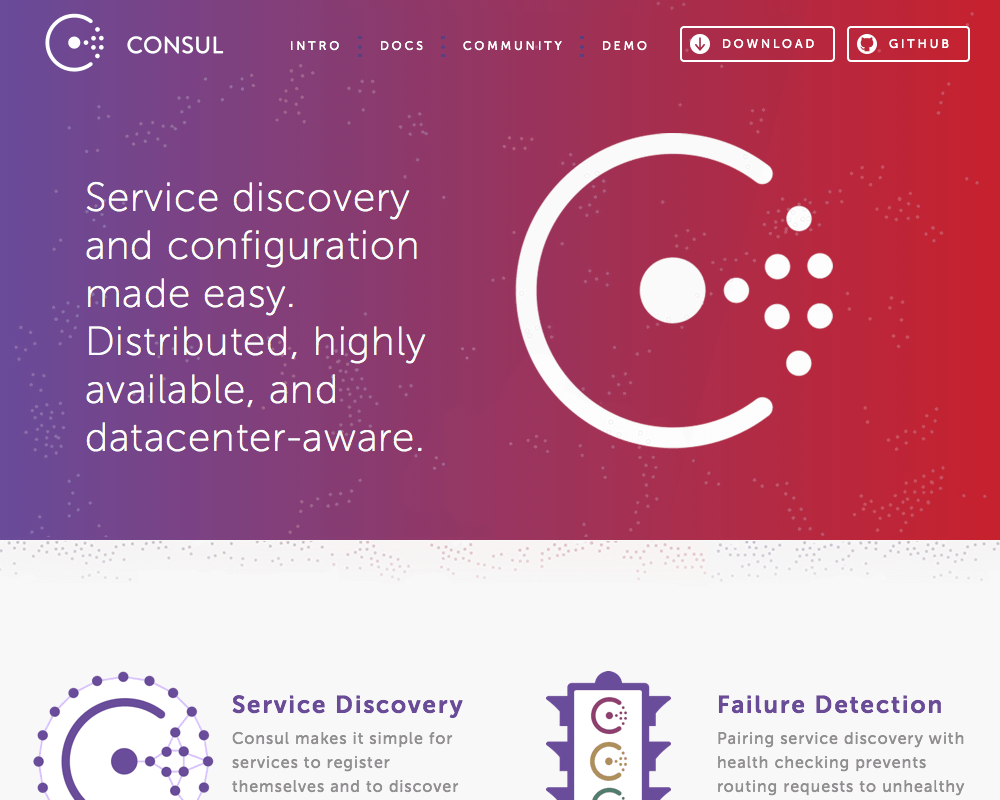 CONSUL
INTRO
DOCS
COMMUNITY
DEMO
DOWNLOAD
GITHUB
Service discovery
and configuration
made easy.
Distributed, highly
available, and
datacenter-aware.
Service Discovery
Consul makes it simple for
services to register
themselves and to discover
Failure Detection
Pairing service discovery with
health checking prevents
routing requests to unhealthy